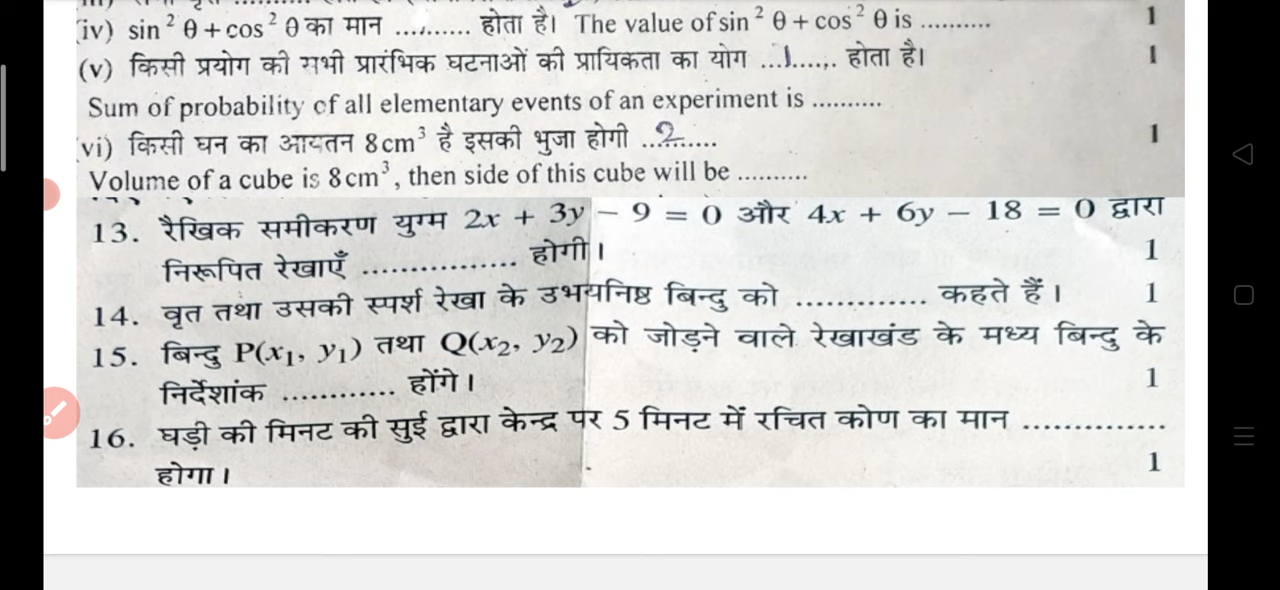 (iv) sin² θ + cos² θ का मान .......... होता है। The value of sin² θ + cos² θ is .......... 1
(v) किसी प्रयोग की सभी प्रारंभिक घटनाओं की प्रायिकता का योग ...1...... होता है। 1
Sum of probability of all elementary events of an experiment is ..........
vi) किसी घन का आयतन 8cm³ है इसकी भुजा होगी ...2...... 1
Volume of a cube is 8cm³, then side of this cube will be ..........
13. रैखिक समीकरण युग्म 2x + 3y – 9 = 0 और 4x + 6y – 18 = 0 द्वारा
निरूपित रेखाएँ ................ होगी। 1
14. वृत तथा उसकी स्पर्श रेखा के उभयनिष्ठ बिन्दु को ............. कहते हैं। 1
15. बिन्दु P(x₁, y₁) तथा Q(x₂, y₂) को जोड़ने वाले रेखाखंड के मध्य बिन्दु के
निर्देशांक ............ होंगे। 1
16. घड़ी की मिनट की सुई द्वारा केन्द्र पर 5 मिनट में रचित कोण का मान ..............
होगा। 1